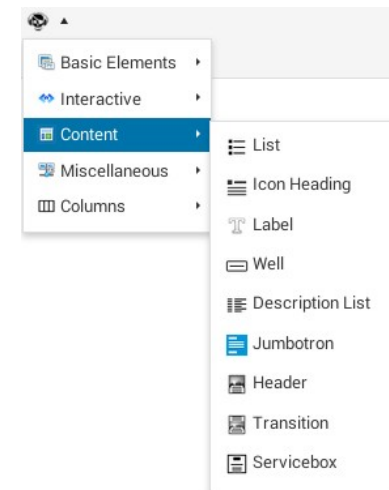 Basic Elements
Interactive
Content
Miscellaneous
Columns
List
Icon Heading
Label
Well
Description List
Jumbotron
Header
Transition
Servicebox